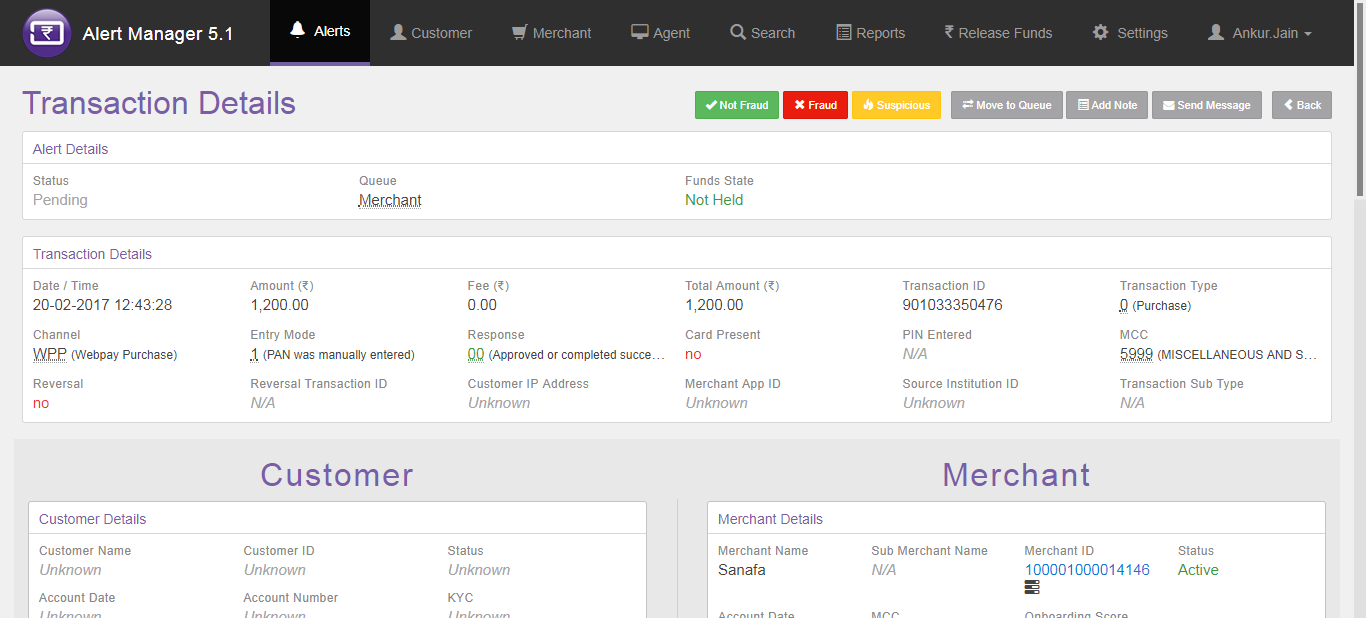 Alert Manager 5.1 Alerts Customer Merchant Agent Search Reports ₹ Release Funds Settings Ankur.Jain
Transaction Details Not Fraud Fraud Suspicious Move to Queue Add Note Send Message Back
Alert Details
Status Queue Funds State
Pending Merchant Not Held
Transaction Details
Date / Time Amount (₹) Fee (₹) Total Amount (₹) Transaction ID Transaction Type
20-02-2017 12:43:28 1,200.00 0.00 1,200.00 901033350476 0 (Purchase)
Channel Entry Mode Response Card Present PIN Entered MCC
WPP (Webpay Purchase) 1 (PAN was manually entered) 00 (Approved or completed succe... no N/A 5999 (MISCELLANEOUS AND S...
Reversal Reversal Transaction ID Customer IP Address Merchant App ID Source Institution ID Transaction Sub Type
no N/A Unknown Unknown Unknown N/A
Customer Merchant
Customer Details Merchant Details
Customer Name Customer ID Status Merchant Name Sub Merchant Name Merchant ID Status
Unknown Unknown Unknown Sanafa N/A 100001000014146 Active
Account Date Account Number KYC Account Date MCC Onboarding Score
Unknown Unknown Unknown